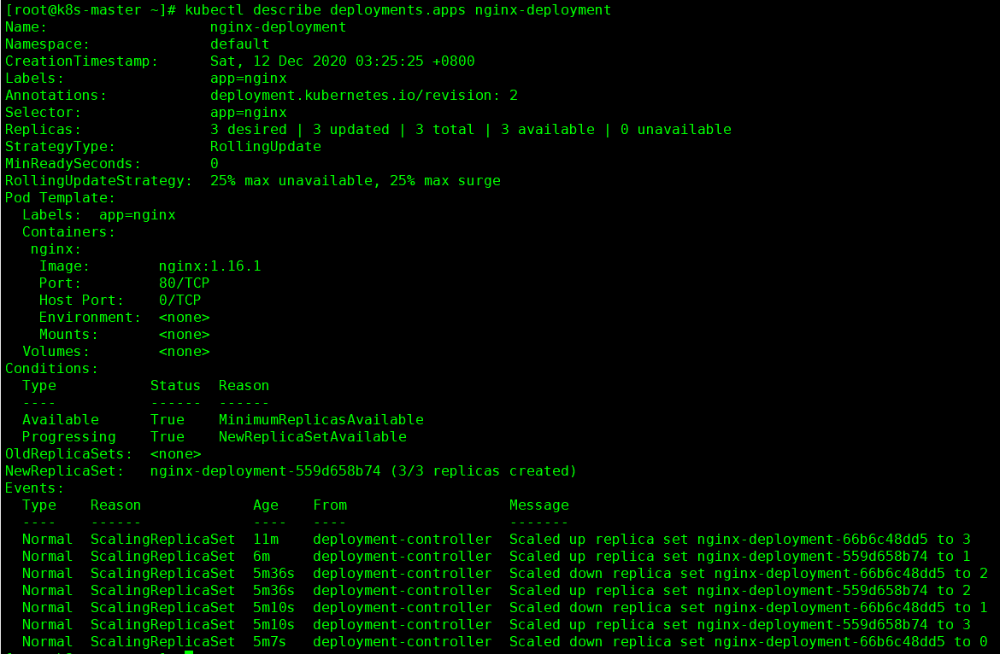 [root@k8s-master ~]# kubectl describe deployments.apps nginx-deployment
Name:                   nginx-deployment
Namespace:              default
CreationTimestamp:      Sat, 12 Dec 2020 03:25:25 +0800
Labels:                 app=nginx
Annotations:            deployment.kubernetes.io/revision: 2
Selector:               app=nginx
Replicas:               3 desired | 3 updated | 3 total | 3 available | 0 unavailable
StrategyType:           RollingUpdate
MinReadySeconds:        0
RollingUpdateStrategy:  25% max unavailable, 25% max surge
Pod Template:
  Labels:  app=nginx
  Containers:
   nginx:
    Image:        nginx:1.16.1
    Port:         80/TCP
    Host Port:    0/TCP
    Environment:  <none>
    Mounts:       <none>
  Volumes:        <none>
Conditions:
  Type           Status  Reason
  ----           ------  ------
  Available      True    MinimumReplicasAvailable
  Progressing    True    NewReplicaSetAvailable
OldReplicaSets:  <none>
NewReplicaSet:   nginx-deployment-559d658b74 (3/3 replicas created)
Events:
  Type    Reason             Age    From                   Message
  ----    ------             ----   ----                   -------
  Normal  ScalingReplicaSet  11m    deployment-controller  Scaled up replica set nginx-deployment-66b6c48dd5 to 3
  Normal  ScalingReplicaSet  6m     deployment-controller  Scaled up replica set nginx-deployment-559d658b74 to 1
  Normal  ScalingReplicaSet  5m36s  deployment-controller  Scaled down replica set nginx-deployment-66b6c48dd5 to 2
  Normal  ScalingReplicaSet  5m36s  deployment-controller  Scaled up replica set nginx-deployment-559d658b74 to 2
  Normal  ScalingReplicaSet  5m10s  deployment-controller  Scaled down replica set nginx-deployment-66b6c48dd5 to 1
  Normal  ScalingReplicaSet  5m10s  deployment-controller  Scaled up replica set nginx-deployment-559d658b74 to 3
  Normal  ScalingReplicaSet  5m7s   deployment-controller  Scaled down replica set nginx-deployment-66b6c48dd5 to 0